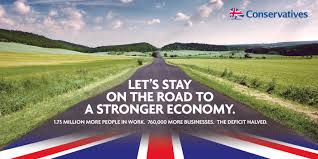 Conservatives
LET'S STAY
ON THE ROAD TO
A STRONGER ECONOMY.
1.75 MILLION MORE PEOPLE IN WORK. 760,000 MORE BUSINESSES. THE DEFICIT HALVED.